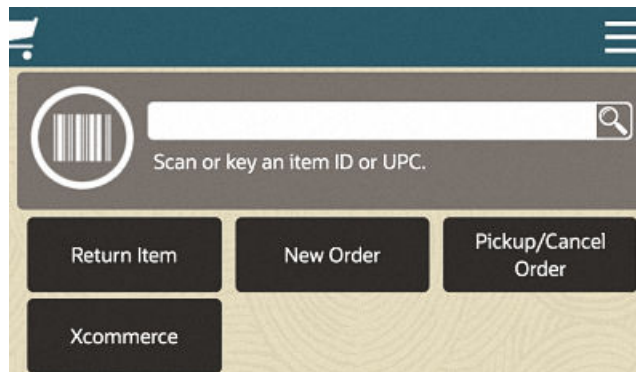 Scan or key an item ID or UPC.
Return Item
New Order
Pickup/Cancel
Order
Xcommerce